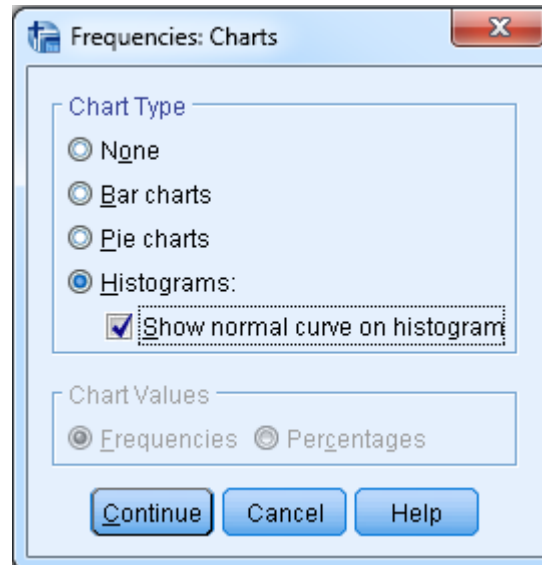 Frequencies: Charts
Chart Type
None
Bar charts
Pie charts
Histograms:
Show normal curve on histogram
Chart Values
Frequencies Percentages
Continue Cancel Help